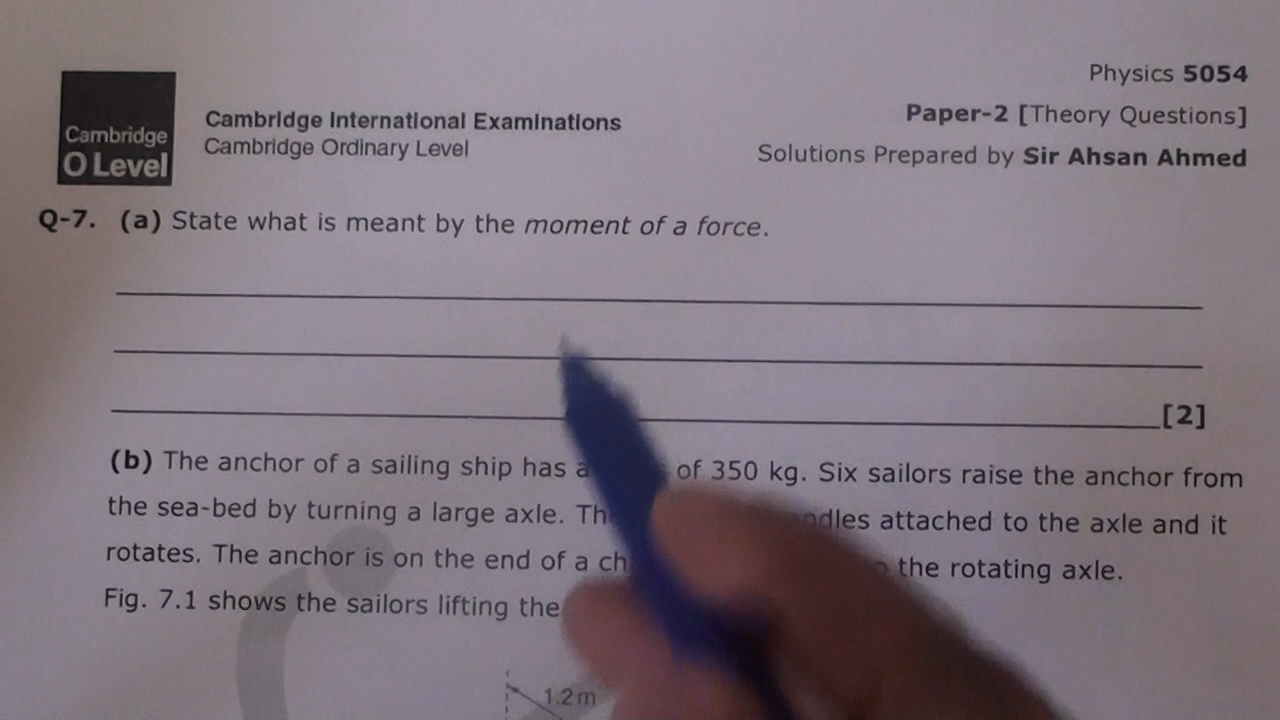 Cambridge
O Level
Cambridge International Examinations
Cambridge Ordinary Level
Physics 5054
Paper-2 [Theory Questions]
Solutions Prepared by Sir Ahsan Ahmed
Q-7. (a) State what is meant by the moment of a force.
[2]
(b) The anchor of a sailing ship has a of 350 kg. Six sailors raise the anchor from
the sea-bed by turning a large axle. attached to the axle and it
rotates. The anchor is on the end of a the rotating axle.
Fig. 7.1 shows the sailors lifting the
1.2 m